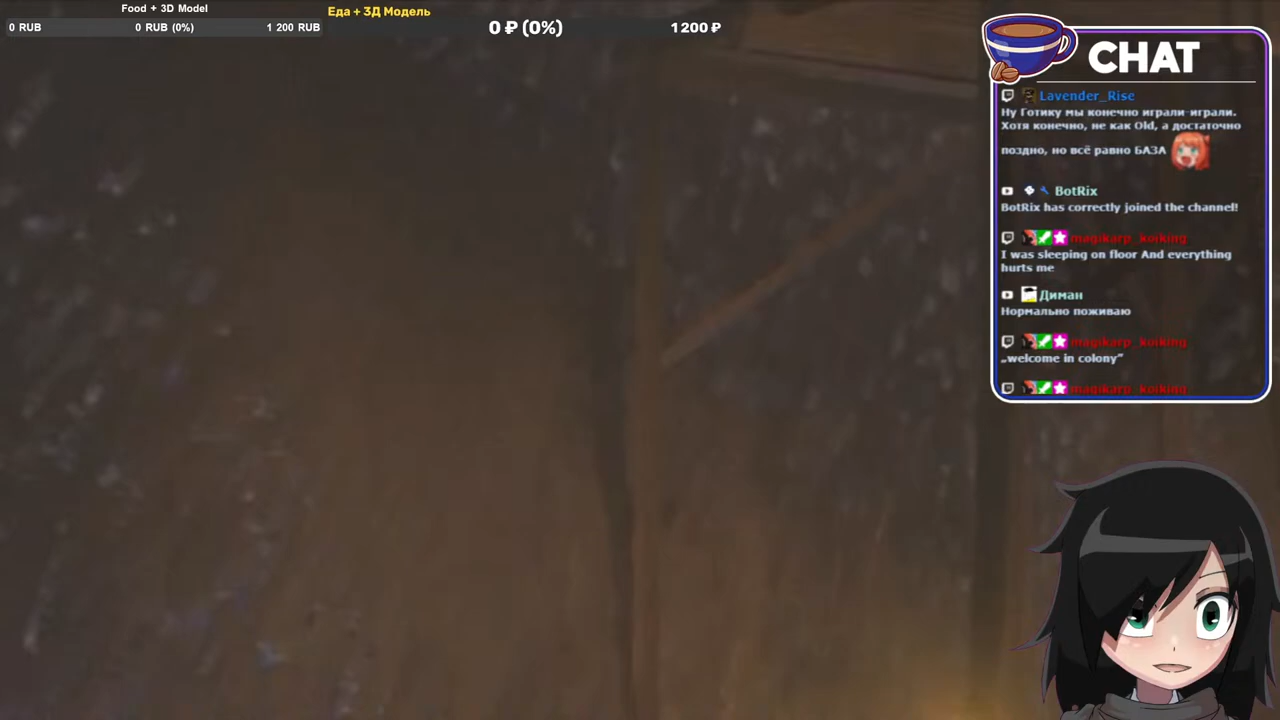 Food + 3D Model
0 RUB 0 RUB (0%) 1 200 RUB
Еда + 3Д Модель
0 ₽ (0%) 1 200 ₽
CHAT
Lavender_Rise
Ну Готику мы конечно играли-играли.
Хотя конечно, не как Old, а достаточно
поздно, но всё равно БАЗА
BotRix
BotRix has correctly joined the channel!
magikarp_koiking
I was sleeping on floor And everything
hurts me
Диман
Нормально поживаю
magikarp_koiking
„welcome in colony”
magikarp_koiking